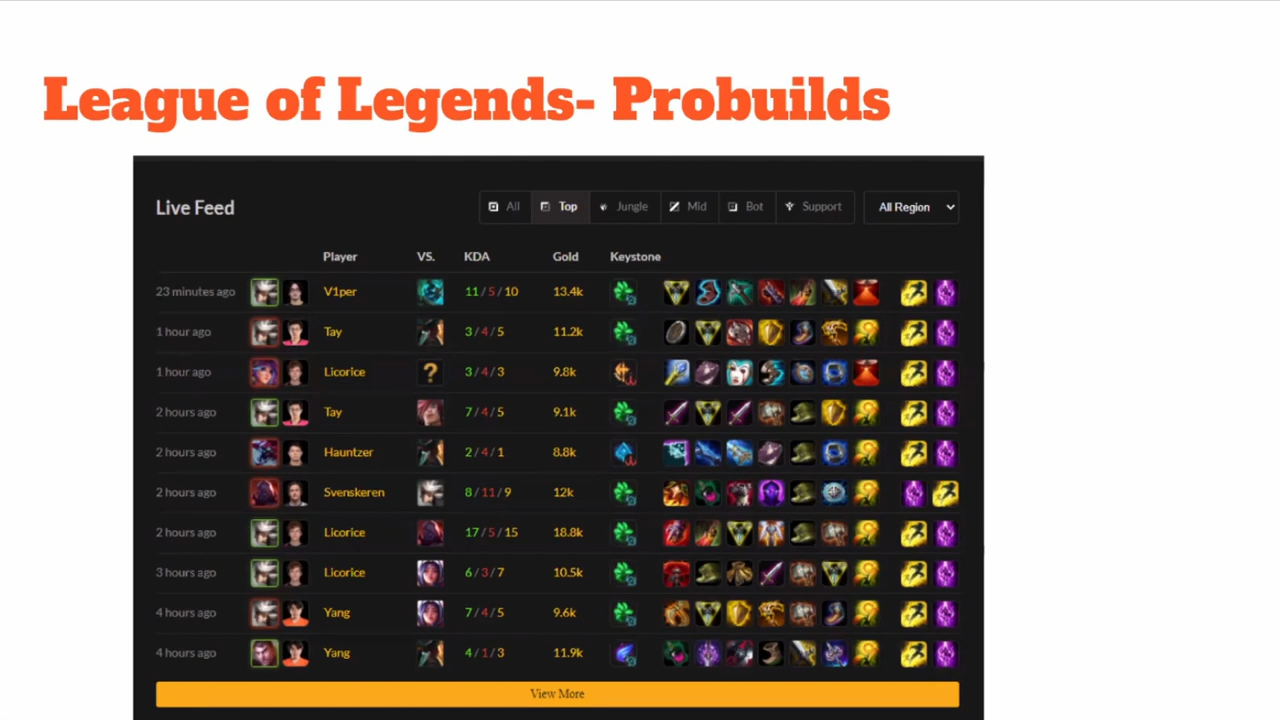 League of Legends- Probuilds
Live Feed
All Top Jungle Mid Bot Support All Region
Player VS. KDA Gold Keystone
23 minutes ago V1per 11 / 5 / 10 13.4k
1 hour ago Tay 3 / 4 / 5 11.2k
1 hour ago Licorice ? 3 / 4 / 3 9.8k
2 hours ago Tay 7 / 4 / 5 9.1k
2 hours ago Hauntzer 2 / 4 / 1 8.8k
2 hours ago Svenskeren 8 / 11 / 9 12k
2 hours ago Licorice 17 / 5 / 15 18.8k
3 hours ago Licorice 6 / 3 / 7 10.5k
4 hours ago Yang 7 / 4 / 5 9.6k
4 hours ago Yang 4 / 1 / 3 11.9k
View More